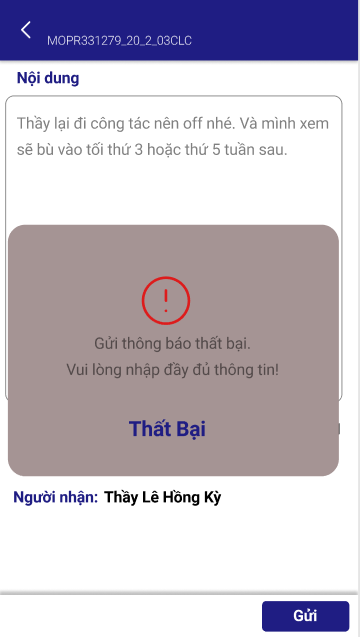 MOPR331279_20_2_03CLC
Nội dung
Thầy lại đi công tác nên off nhé. Và mình xem
sẽ bù vào tối thứ 3 hoặc thứ 5 tuần sau.
Gửi thông báo thất bại.
Vui lòng nhập đầy đủ thông tin!
Thất Bại
Người nhận: Thầy Lê Hồng Kỳ
Gửi